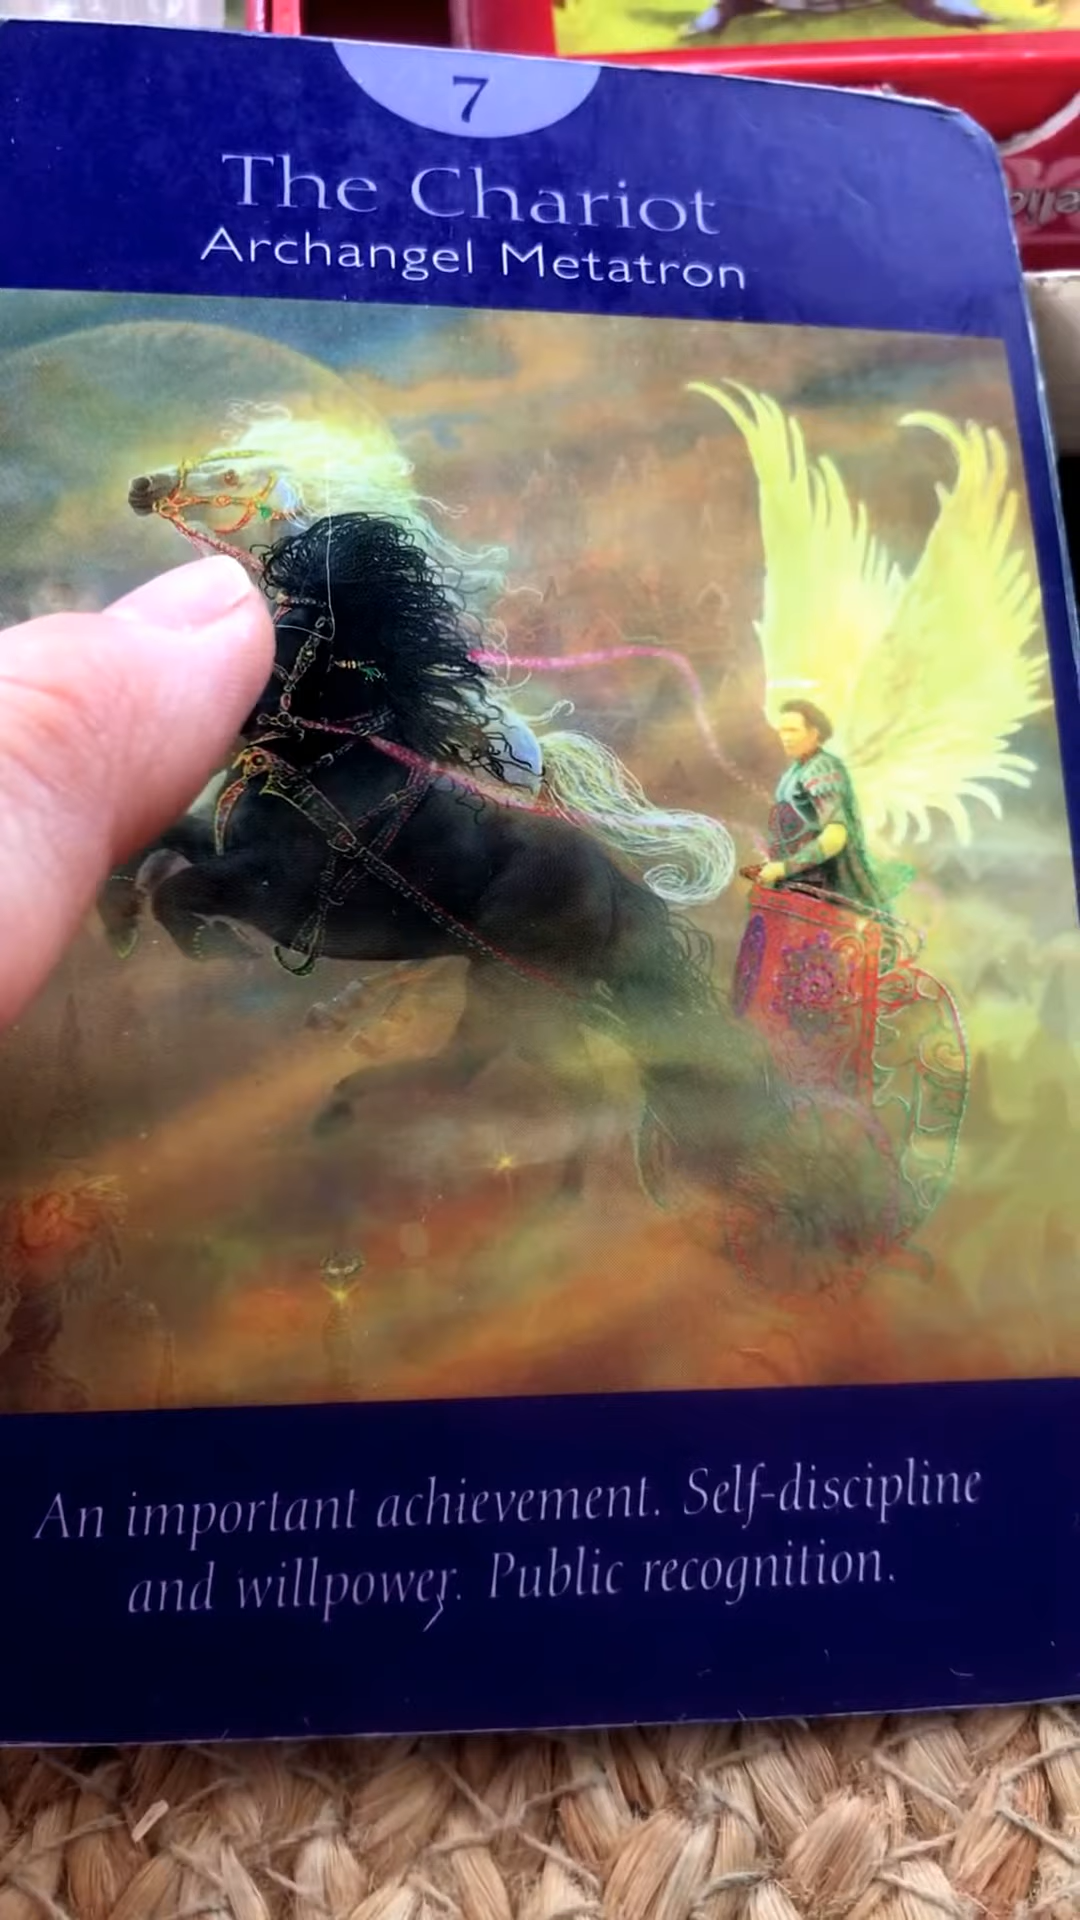 7
The Chariot
Archangel Metatron
An important achievement. Self-discipline
and willpower. Public recognition.